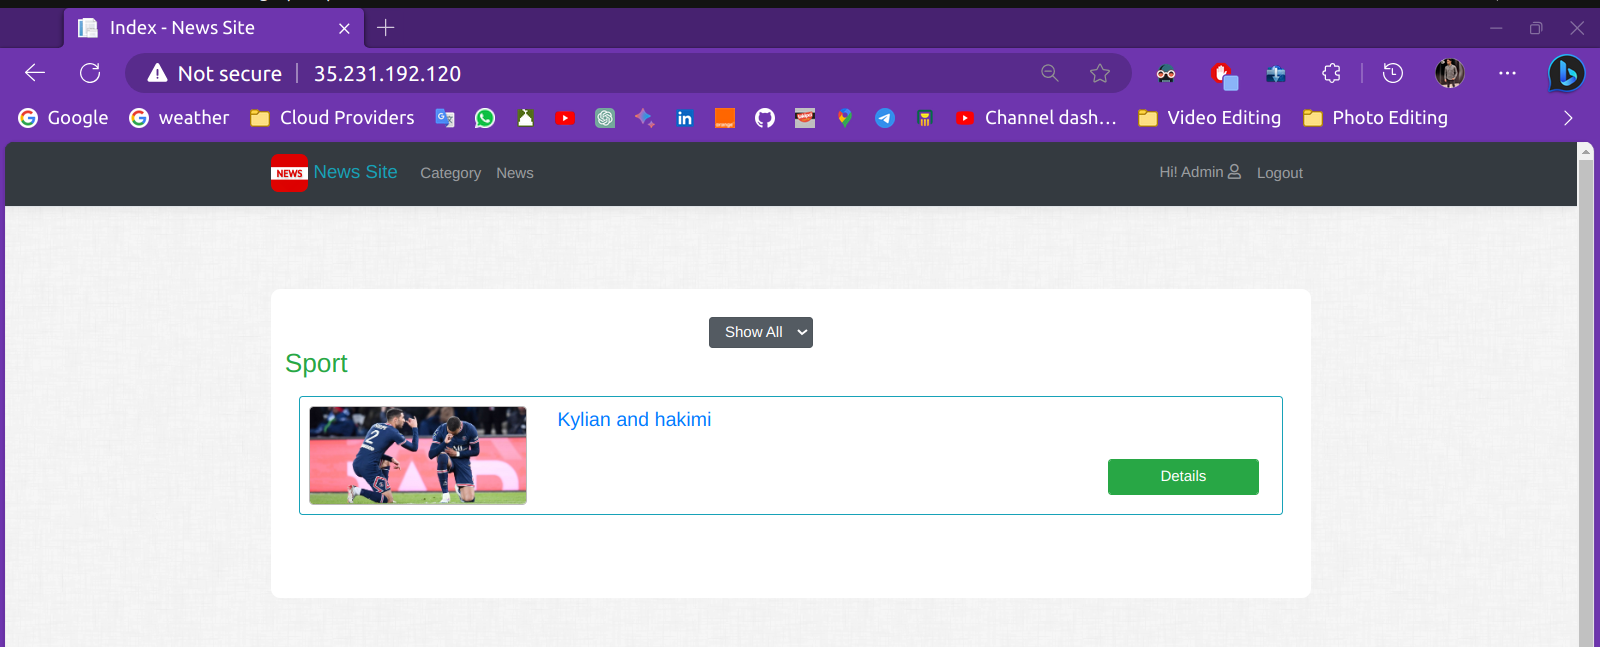 Index - News Site
Not secure 35.231.192.120
Google weather Cloud Providers Channel dash... Video Editing Photo Editing
NEWS News Site Category News Hi! Admin Logout
Show All
Sport
Kylian and hakimi
2
Details